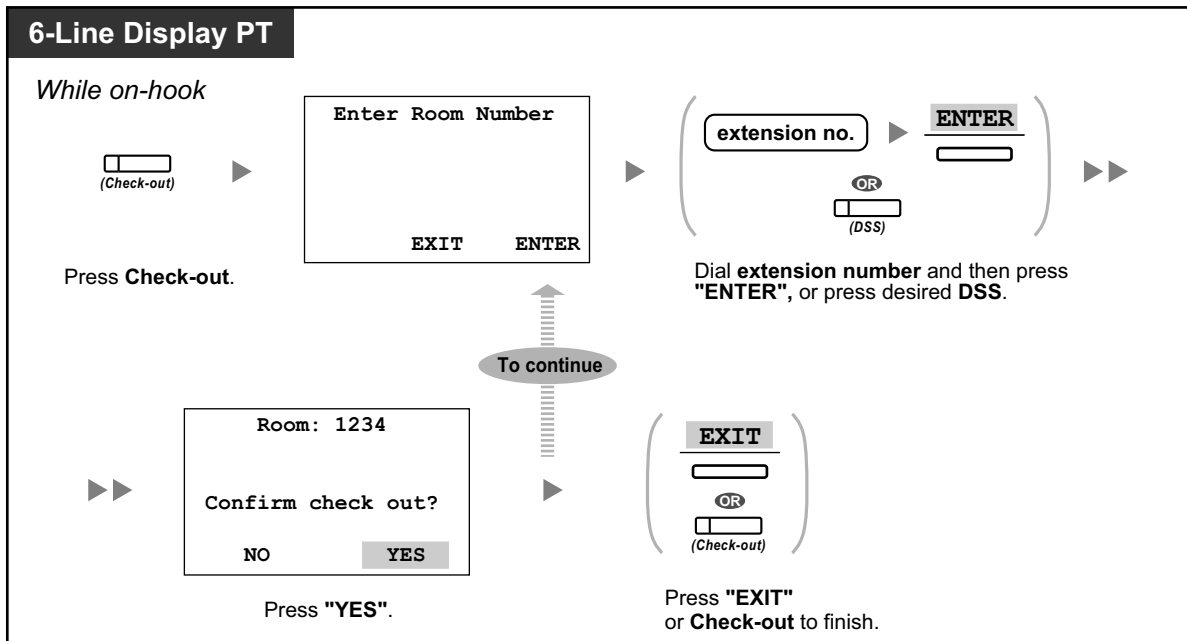 6-Line Display PT
While on-hook
(Check-out)
Press Check-out.
Enter Room Number
EXIT ENTER
extension no.
ENTER
OR
(DSS)
Dial extension number and then press
"ENTER", or press desired DSS.
To continue
Room: 1234
Confirm check out?
NO YES
Press "YES".
EXIT
OR
(Check-out)
Press "EXIT"
or Check-out to finish.